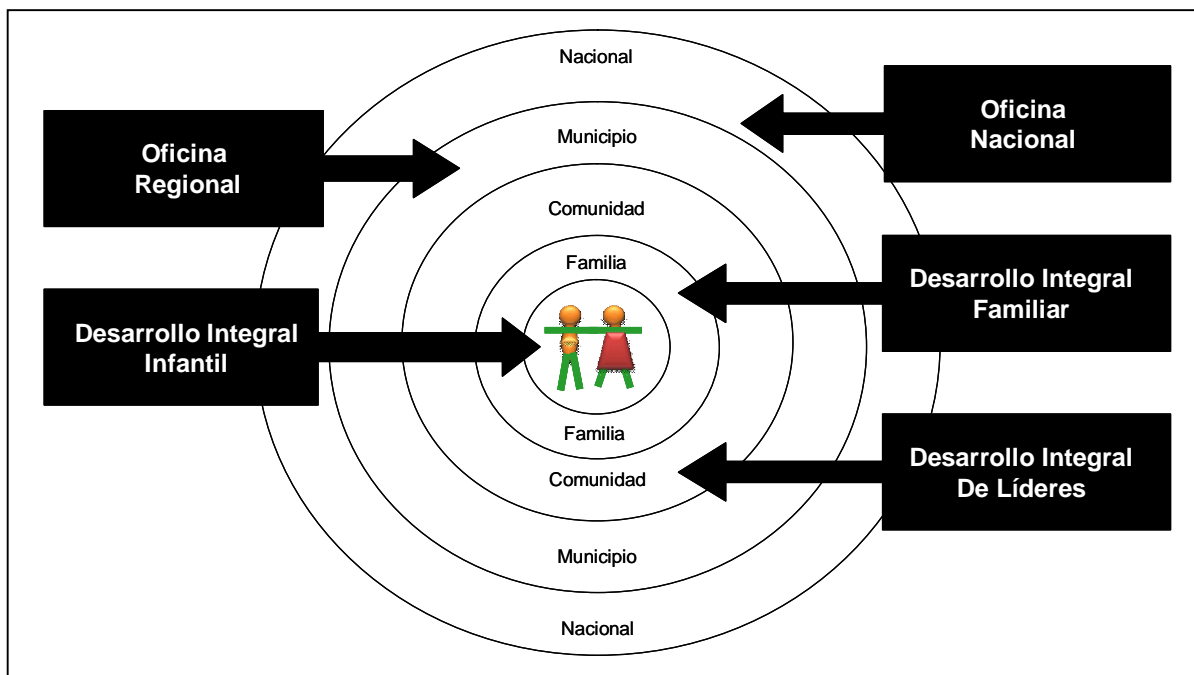 Nacional
Oficina
Nacional
Oficina
Regional
Municipio
Comunidad
Familia
Desarrollo Integral
Familiar
Desarrollo Integral
Infantil
Familia
Comunidad
Desarrollo Integral
De Líderes
Municipio
Nacional